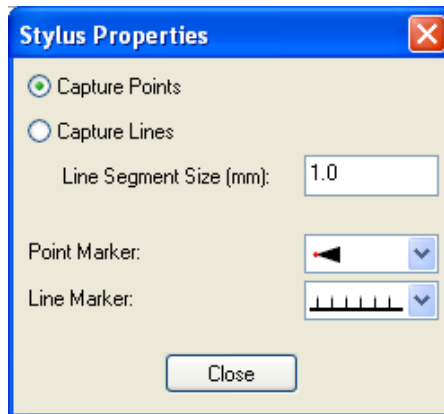 Stylus Properties
Capture Points
Capture Lines
Line Segment Size (mm): 1.0
Point Marker:
Line Marker:
Close